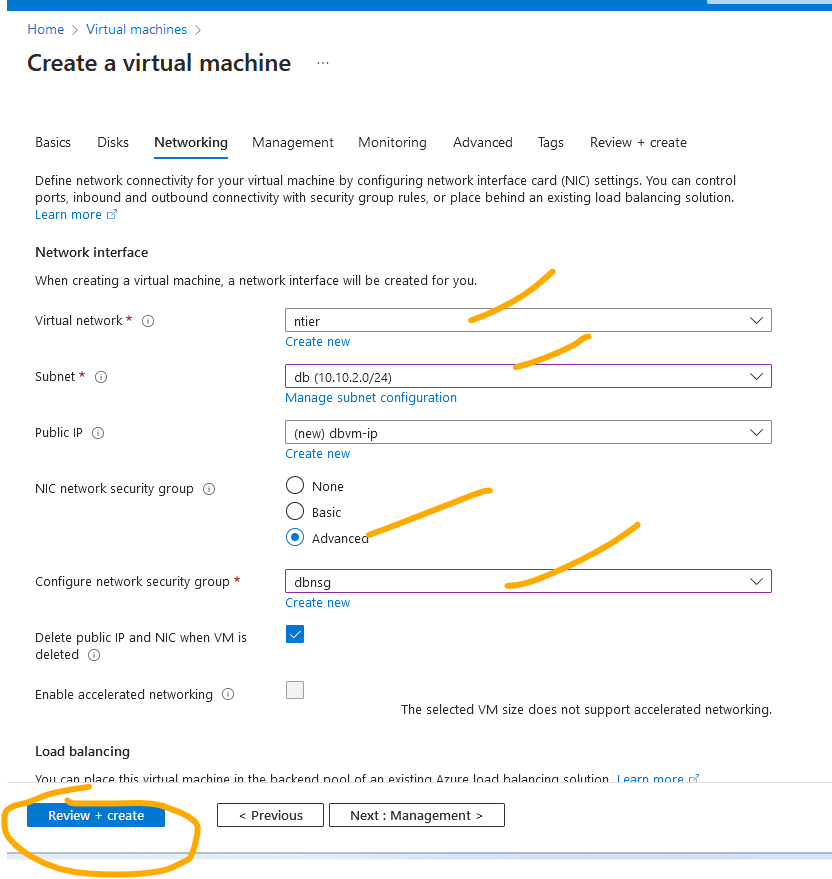 Home > Virtual machines >
Create a virtual machine ...
Basics Disks Networking Management Monitoring Advanced Tags Review + create
Define network connectivity for your virtual machine by configuring network interface card (NIC) settings. You can control
ports, inbound and outbound connectivity with security group rules, or place behind an existing load balancing solution.
Learn more
Network interface
When creating a virtual machine, a network interface will be created for you.
Virtual network * ntier
Create new
Subnet * db (10.10.2.0/24)
Manage subnet configuration
Public IP (new) dbvm-ip
Create new
NIC network security group None
Basic
Advanced
Configure network security group * dbnsg
Create new
Delete public IP and NIC when VM is
deleted
Enable accelerated networking
The selected VM size does not support accelerated networking.
Load balancing
You can place this virtual machine in the backend pool of an existing Azure load balancing solution. Learn more
Review + create < Previous Next : Management >